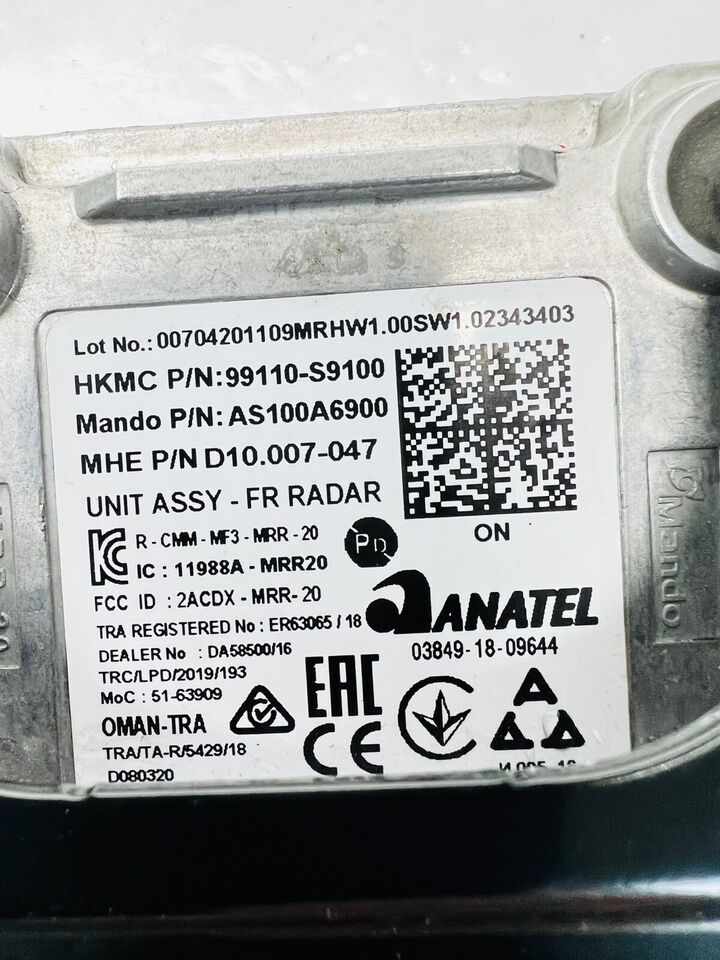 Lot No.: 00704201109MRHW1.00SW1.02343403
HKMC P/N:99110-S9100
Mando P/N: AS100A6900
MHE P/N D10.007-047
UNIT ASSY - FR RADAR
ON
R - CMM - MF3 - MRR - 20
IC : 11988A - MRR20
PD
FCC ID : 2ACDX - MRR- 20
TRA REGISTERED No : ER63065 / 18
ANATEL
DEALER No : DA58500/16
03849-18-09644
TRC/LPD/2019/193
MoC : 51-63909
EAC
OMAN-TRA
TRA/TA-R/5429/18
CE
D080320
Mando